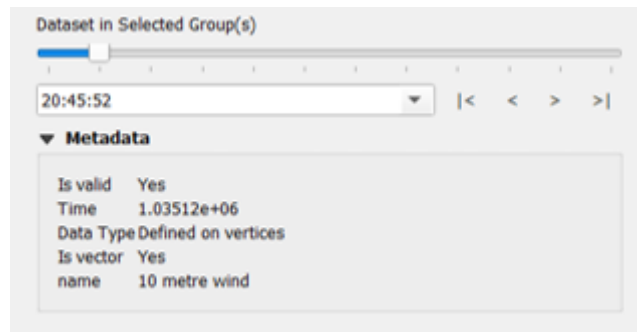 Dataset in Selected Group(s)
20:45:52 |< < > >|
Metadata
Is valid Yes
Time 1.03512e+06
Data Type Defined on vertices
Is vector Yes
name 10 metre wind